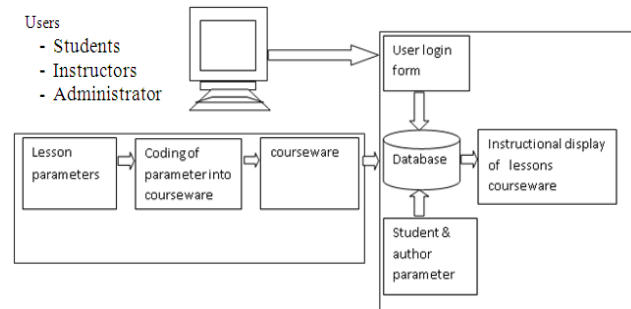 Users
- Students
- Instructors
- Administrator
User login
form
Lesson
parameters
Coding of
parameter into
courseware
courseware
Database
Instructional display
of lessons
courseware
Student &
author
parameter